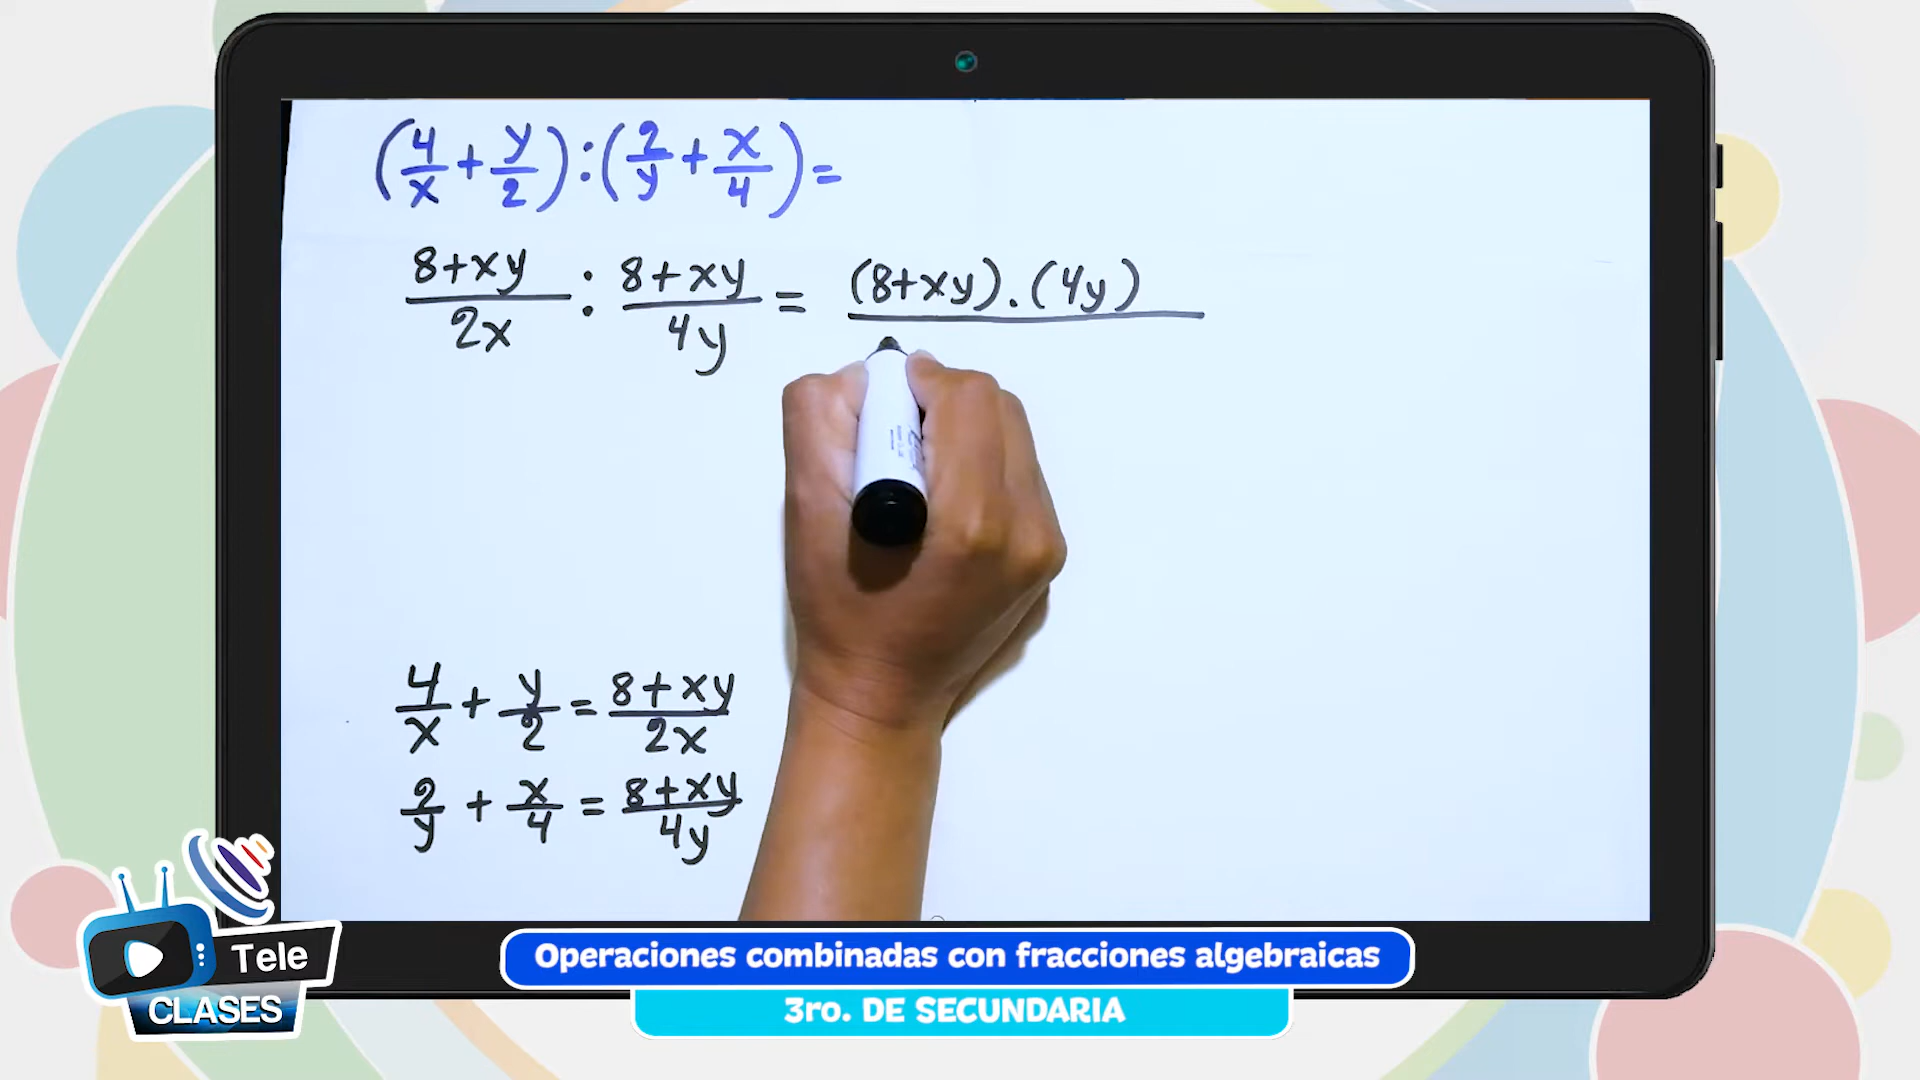 (4/x + y/2) : (2/y + x/4) =
8+xy/2x : 8+xy/4y = (8+xy).(4y)
4/x + y/2 = 8+xy/2x
2/y + x/4 = 8+xy/4y
Tele
CLASES
Operaciones combinadas con fracciones algebraicas
3ro. DE SECUNDARIA